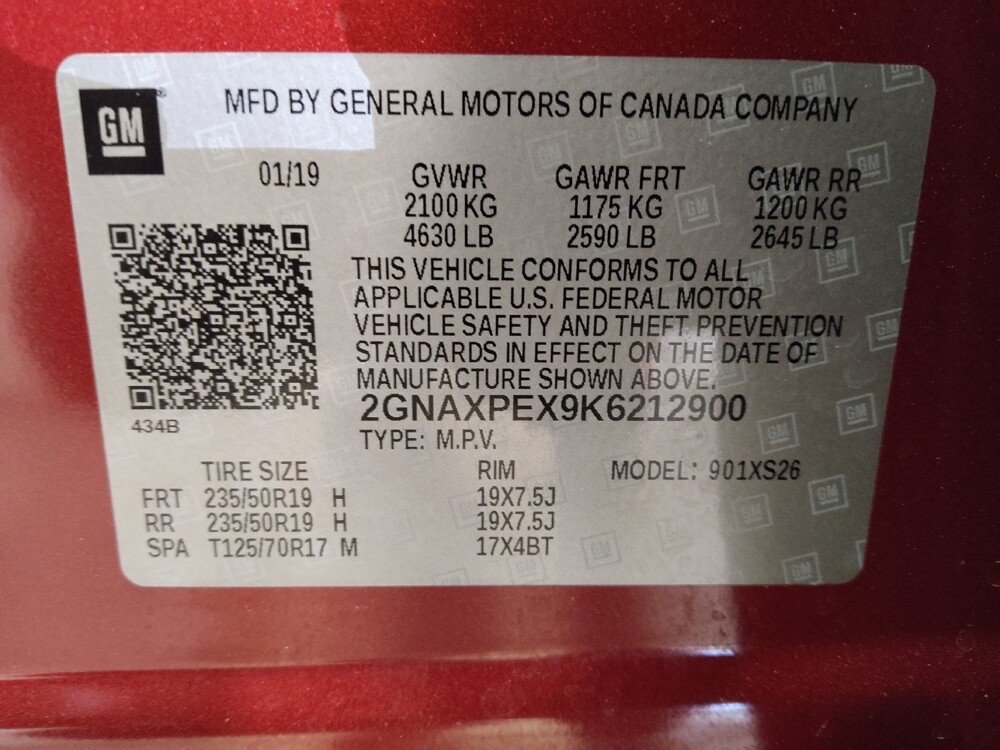 GM
MFD BY GENERAL MOTORS OF CANADA COMPANY
01/19 GVWR GAWR FRT GAWR RR
2100 KG 1175 KG 1200 KG
4630 LB 2590 LB 2645 LB
THIS VEHICLE CONFORMS TO ALL
APPLICABLE U.S. FEDERAL MOTOR
VEHICLE SAFETY AND THEFT PREVENTION
STANDARDS IN EFFECT ON THE DATE OF
MANUFACTURE SHOWN ABOVE.
2GNAXPEX9K6212900
434B
TYPE: M.P.V.
TIRE SIZE RIM MODEL: 901XS26
FRT 235/50R19 H 19X7.5J
RR 235/50R19 H 19X7.5J
SPA T125/70R17 M 17X4BT